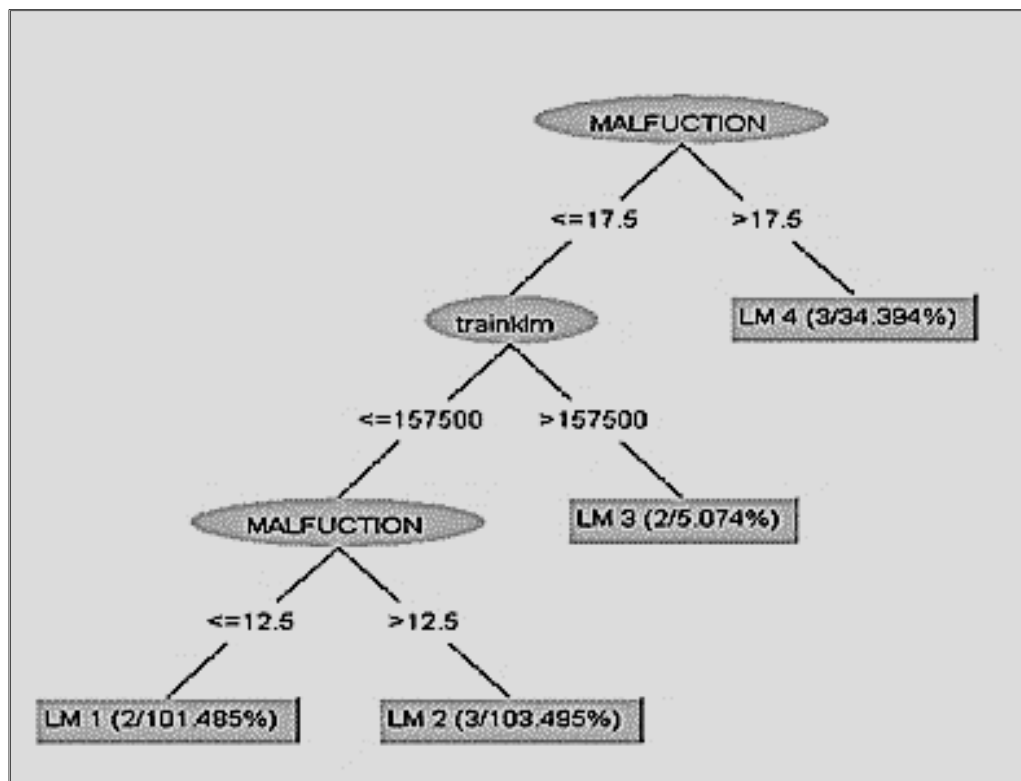 MALFUCTION
<=17.5
>17.5
trainklm
LM 4 (3/34.394%)
<=157500
>157500
MALFUCTION
LM 3 (2/5.074%)
<=12.5
>12.5
LM 1 (2/101.485%)
LM 2 (3/103.495%)